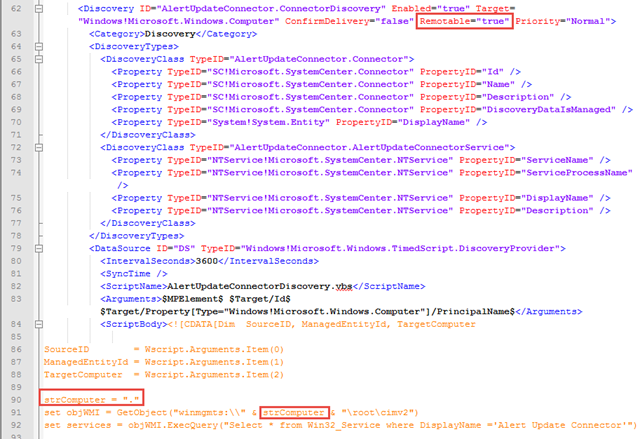 62 <Discovery ID="AlertUpdateConnector.ConnectorDiscovery" Enabled="true" Target=
"Windows!Microsoft.Windows.Computer" ConfirmDelivery="false" Remotable="true" Priority="Normal">
63 <Category>Discovery</Category>
64 <DiscoveryTypes>
65 <DiscoveryClass TypeID="AlertUpdateConnector.Connector">
66 <Property TypeID="SC!Microsoft.SystemCenter.Connector" PropertyID="Id" />
67 <Property TypeID="SC!Microsoft.SystemCenter.Connector" PropertyID="Name" />
68 <Property TypeID="SC!Microsoft.SystemCenter.Connector" PropertyID="Description" />
69 <Property TypeID="SC!Microsoft.SystemCenter.Connector" PropertyID="DiscoveryDataIsManaged" />
70 <Property TypeID="System!System.Entity" PropertyID="DisplayName" />
71 </DiscoveryClass>
72 <DiscoveryClass TypeID="AlertUpdateConnector.AlertUpdateConnectorService">
73 <Property TypeID="NTService!Microsoft.SystemCenter.NTService" PropertyID="ServiceName" />
74 <Property TypeID="NTService!Microsoft.SystemCenter.NTService" PropertyID="ServiceProcessName"
/>
75 <Property TypeID="NTService!Microsoft.SystemCenter.NTService" PropertyID="DisplayName" />
76 <Property TypeID="NTService!Microsoft.SystemCenter.NTService" PropertyID="Description" />
77 </DiscoveryClass>
78 </DiscoveryTypes>
79 <DataSource ID="DS" TypeID="Windows!Microsoft.Windows.TimedScript.DiscoveryProvider">
80 <IntervalSeconds>3600</IntervalSeconds>
81 <SyncTime />
82 <ScriptName>AlertUpdateConnectorDiscovery.vbs</ScriptName>
83 <Arguments>$MPElement$ $Target/Id$
$Target/Property[Type="Windows!Microsoft.Windows.Computer"]/PrincipalName$</Arguments>
84 <ScriptBody><![CDATA[Dim SourceID, ManagedEntityId, TargetComputer
85
86 SourceID = Wscript.Arguments.Item(0)
87 ManagedEntityId = Wscript.Arguments.Item(1)
88 TargetComputer = Wscript.Arguments.Item(2)
89
90 strComputer = "."
91 set objWMI = GetObject("winmgmts:\\" & strComputer & "\root\cimv2")
92 set services = objWMI.ExecQuery("Select * from Win32_Service where DisplayName ='Alert Update Connector'")
93